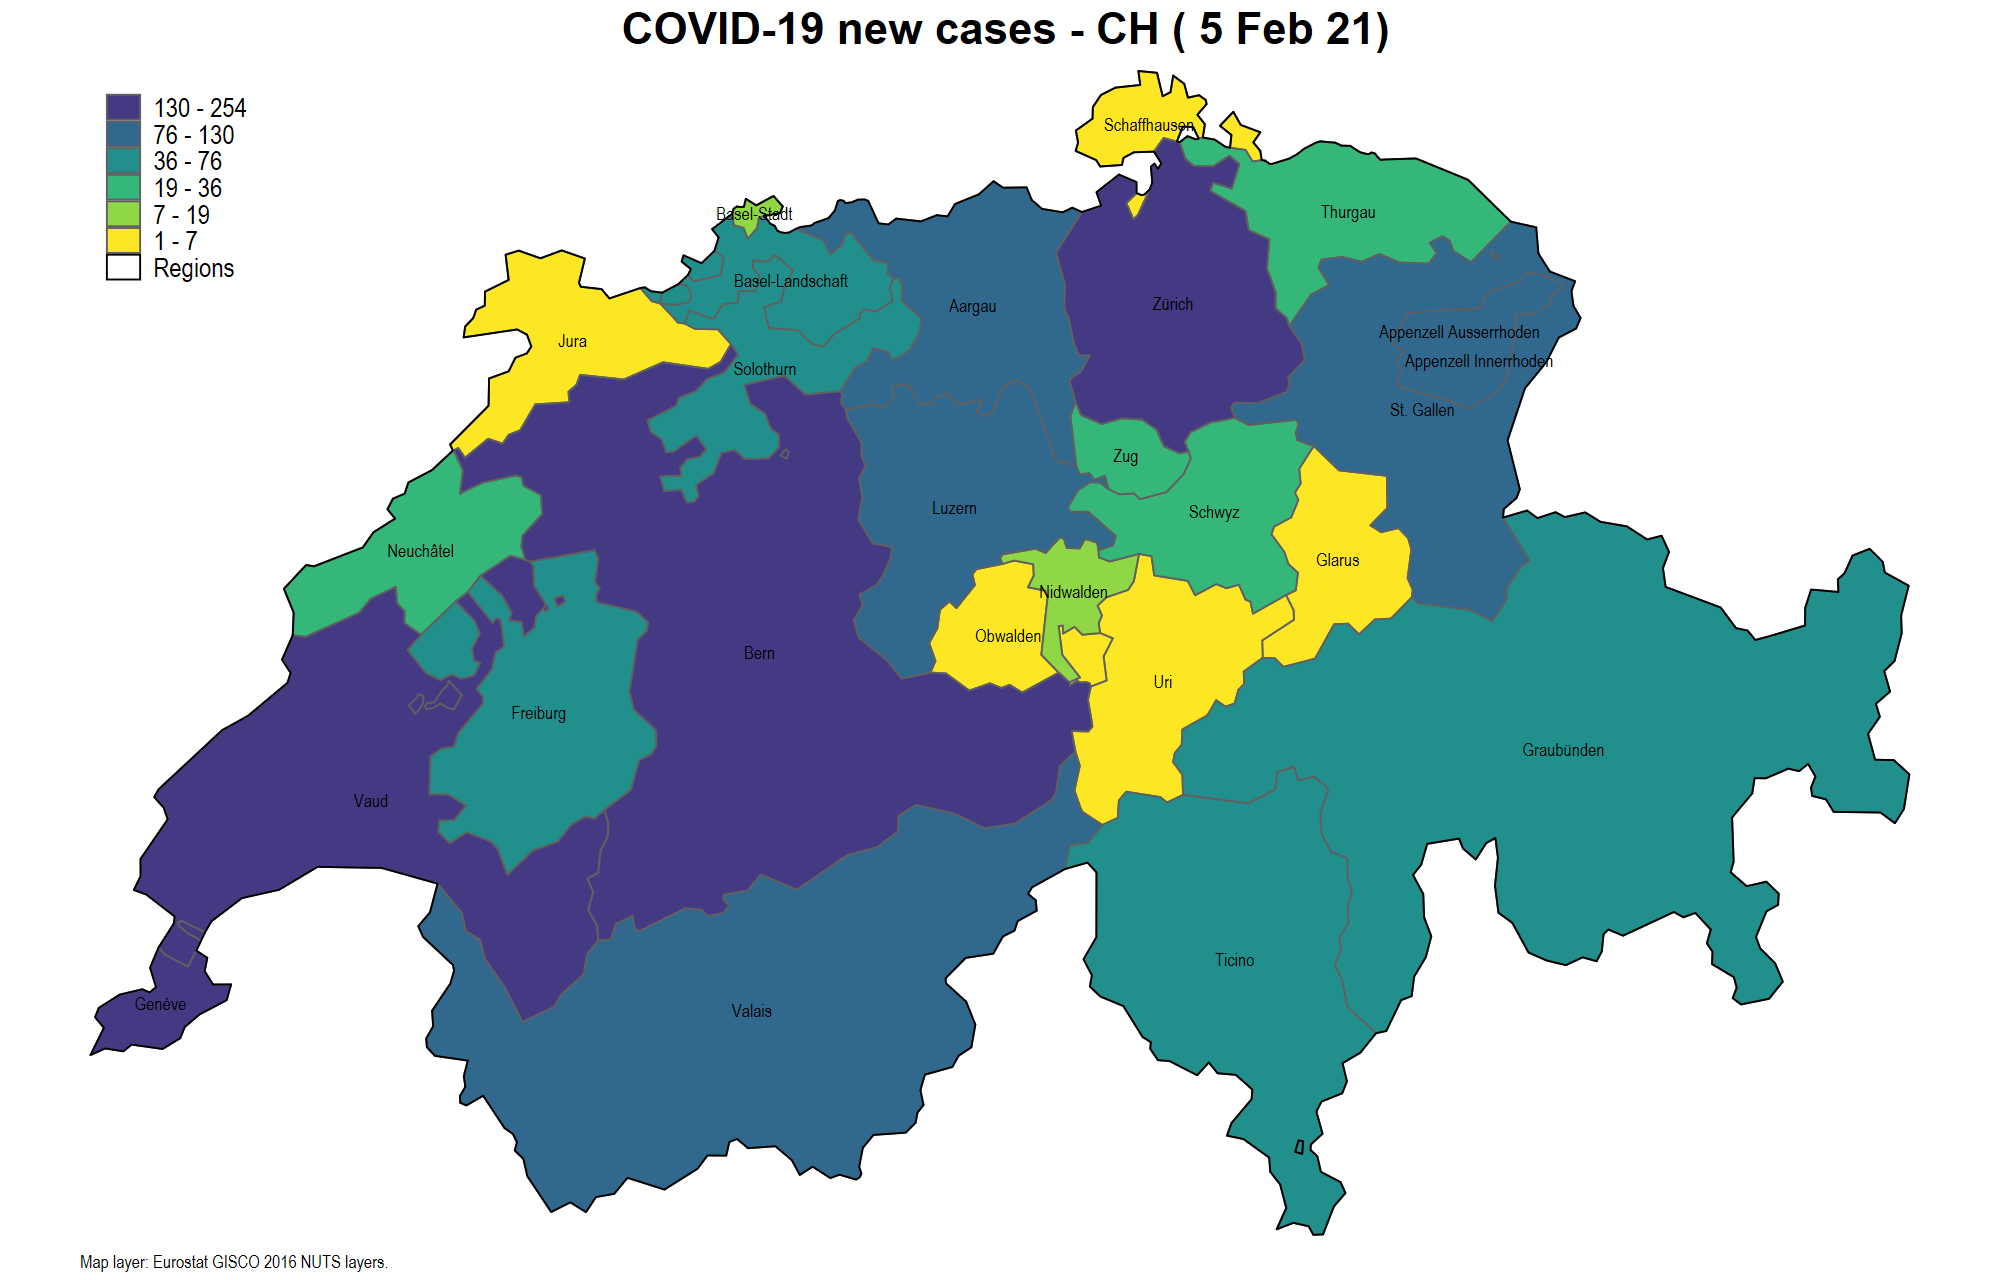 COVID-19 new cases - CH ( 5 Feb 21)
130 - 254
76 - 130
36 - 76
19 - 36
7 - 19
1 - 7
Regions
Schaffhausen
Basel-Stadt
Thurgau
Basel-Landschaft
Aargau
Zürich
Appenzell Ausserrhoden
Jura
Appenzell Innerrhoden
Solothurn
St. Gallen
Zug
Luzern
Schwyz
Neuchâtel
Glarus
Nidwalden
Obwalden
Bern
Uri
Freiburg
Graubünden
Vaud
Ticino
Genève
Valais
Map layer: Eurostat GISCO 2016 NUTS layers.